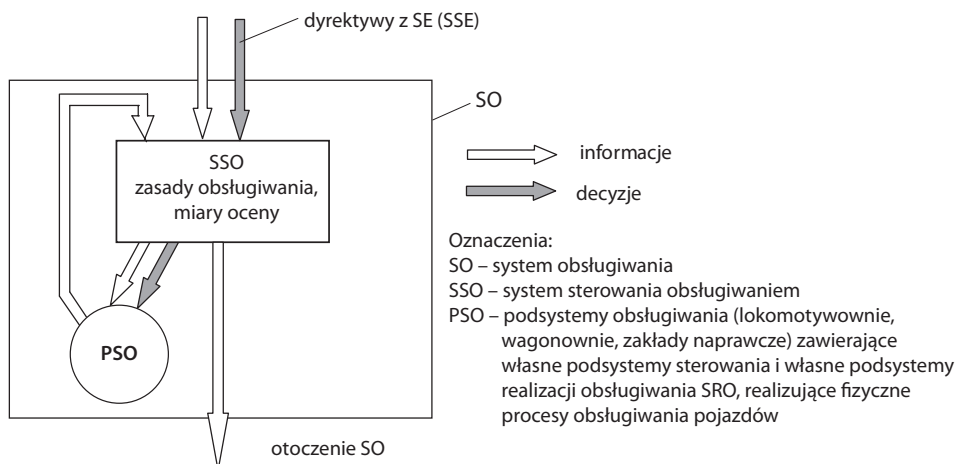 dyrektywy z SE (SSE)
SO
SSO
zasady obsługiwania,
miary oceny
informacje
decyzje
PSO
otoczenie SO
Oznaczenia:
SO – system obsługiwania
SSO – system sterowania obsługiwaniem
PSO – podsystemy obsługiwania (lokomotywownie,
wagonownie, zakłady naprawcze) zawierające
własne podsystemy sterowania i własne podsystemy
realizacji obsługiwania SRO, realizujące fizyczne
procesy obsługiwania pojazdów